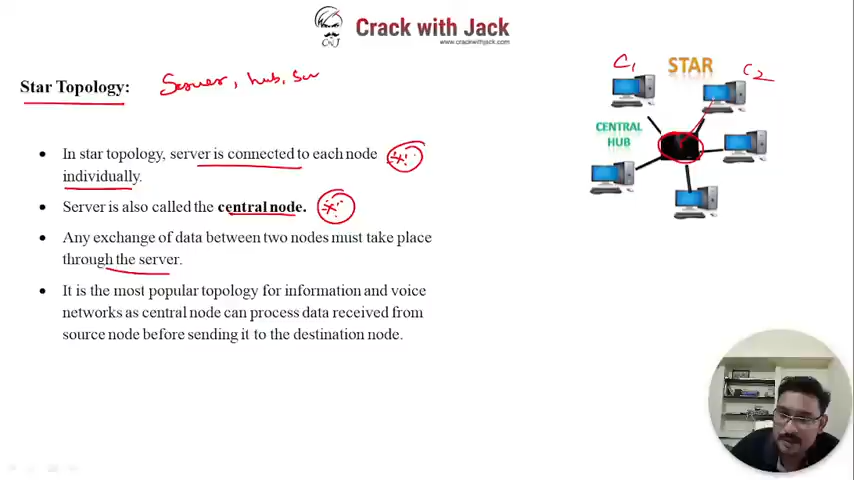 Crack with Jack
www.crackwithjack.com
Star Topology: Server, hub, Sw
C1 STAR C2
CENTRAL
HUB
In star topology, server is connected to each node
individually.
Server is also called the central node.
Any exchange of data between two nodes must take place
through the server.
It is the most popular topology for information and voice
networks as central node can process data received from
source node before sending it to the destination node.